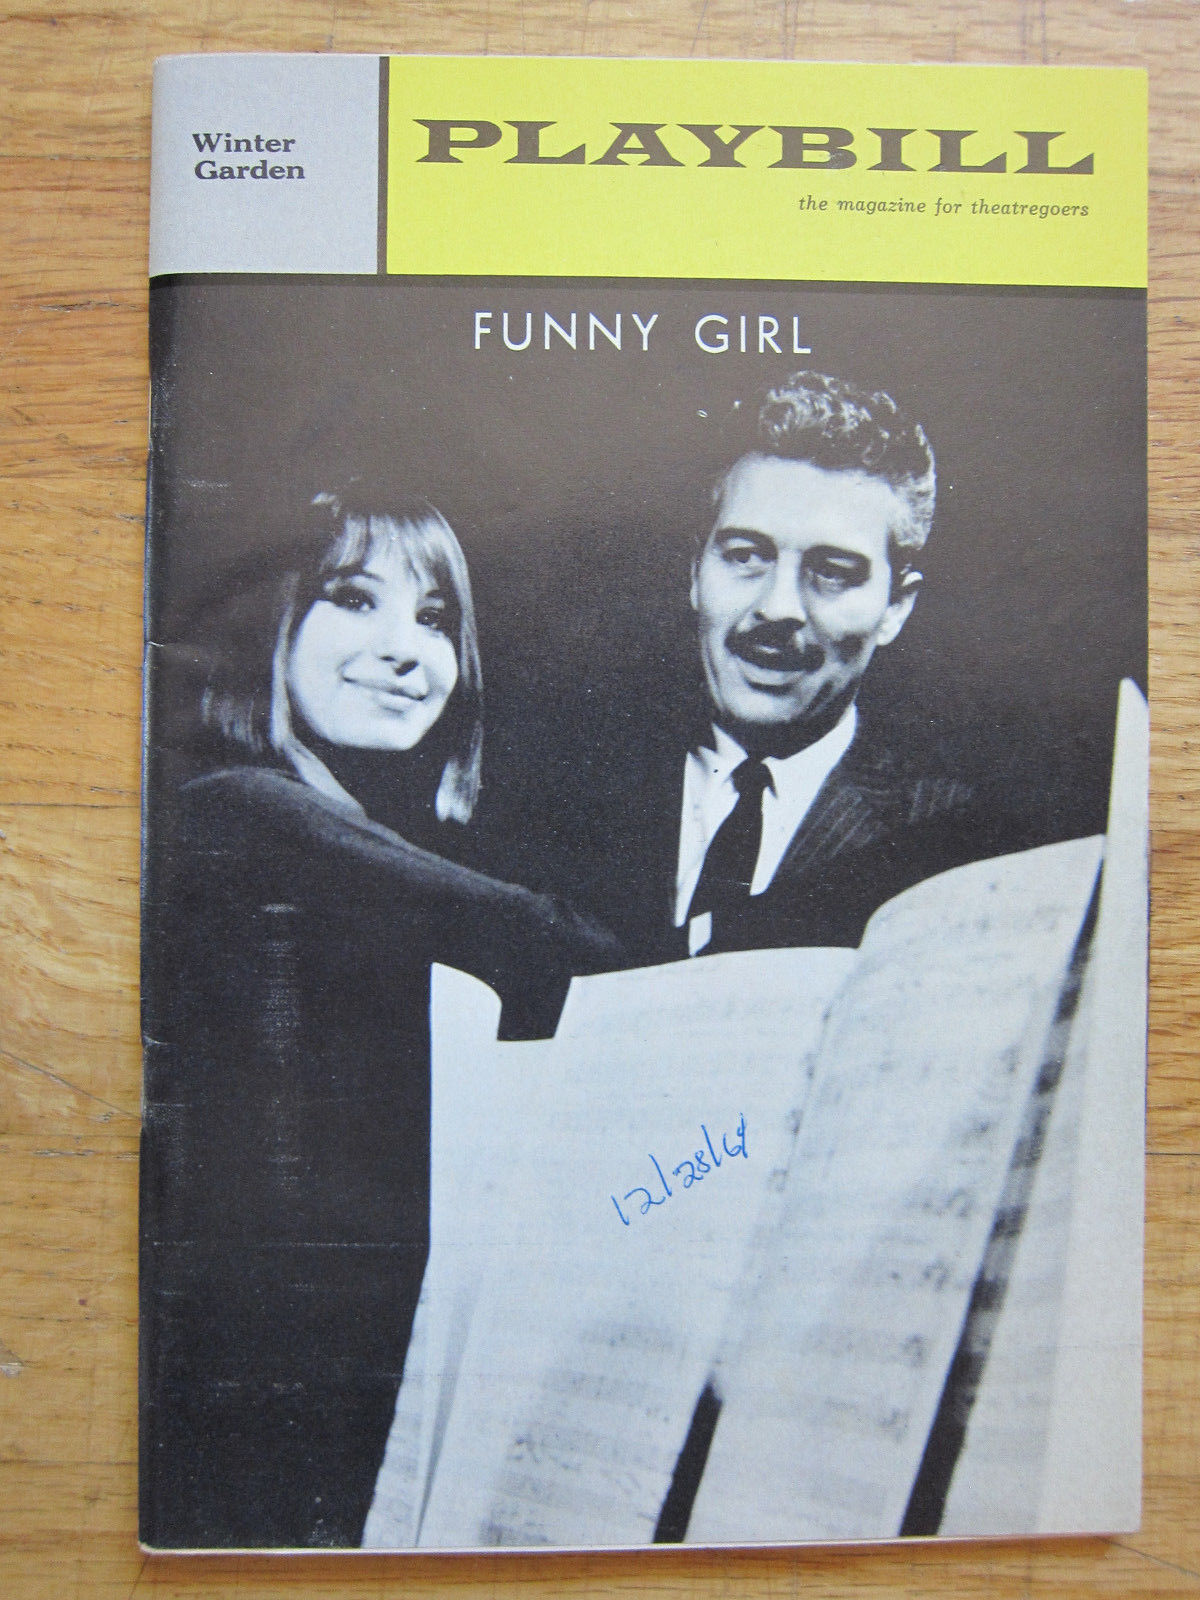 Winter
Garden
PLAYBILL
the magazine for theatregoers
FUNNY GIRL
12/28/64